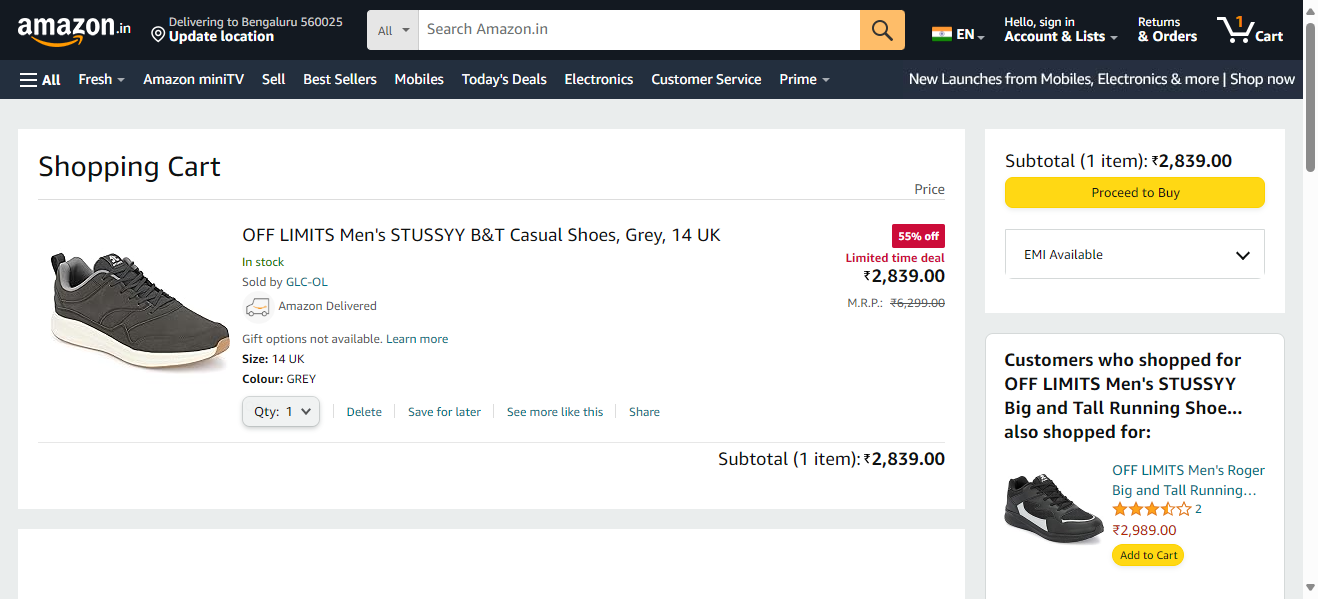 amazon.in
Delivering to Bengaluru 560025
Update location
All
Search Amazon.in
EN
Hello, sign in
Account & Lists
Returns
& Orders
1
Cart
All
Fresh
Amazon miniTV
Sell
Best Sellers
Mobiles
Today's Deals
Electronics
Customer Service
Prime
New Launches from Mobiles, Electronics & more | Shop now
Shopping Cart
Price
OFF LIMITS Men's STUSSYY B&T Casual Shoes, Grey, 14 UK
In stock
Sold by GLC-OL
Amazon Delivered
Gift options not available. Learn more
Size: 14 UK
Colour: GREY
Qty: 1
Delete
Save for later
See more like this
Share
55% off
Limited time deal
₹2,839.00
M.R.P.: ₹6,299.00
Subtotal (1 item): ₹2,839.00
Subtotal (1 item): ₹2,839.00
Proceed to Buy
EMI Available
Customers who shopped for
OFF LIMITS Men's STUSSYY
Big and Tall Running Shoe...
also shopped for:
OFF LIMITS Men's Roger
Big and Tall Running…
2
₹2,989.00
Add to Cart